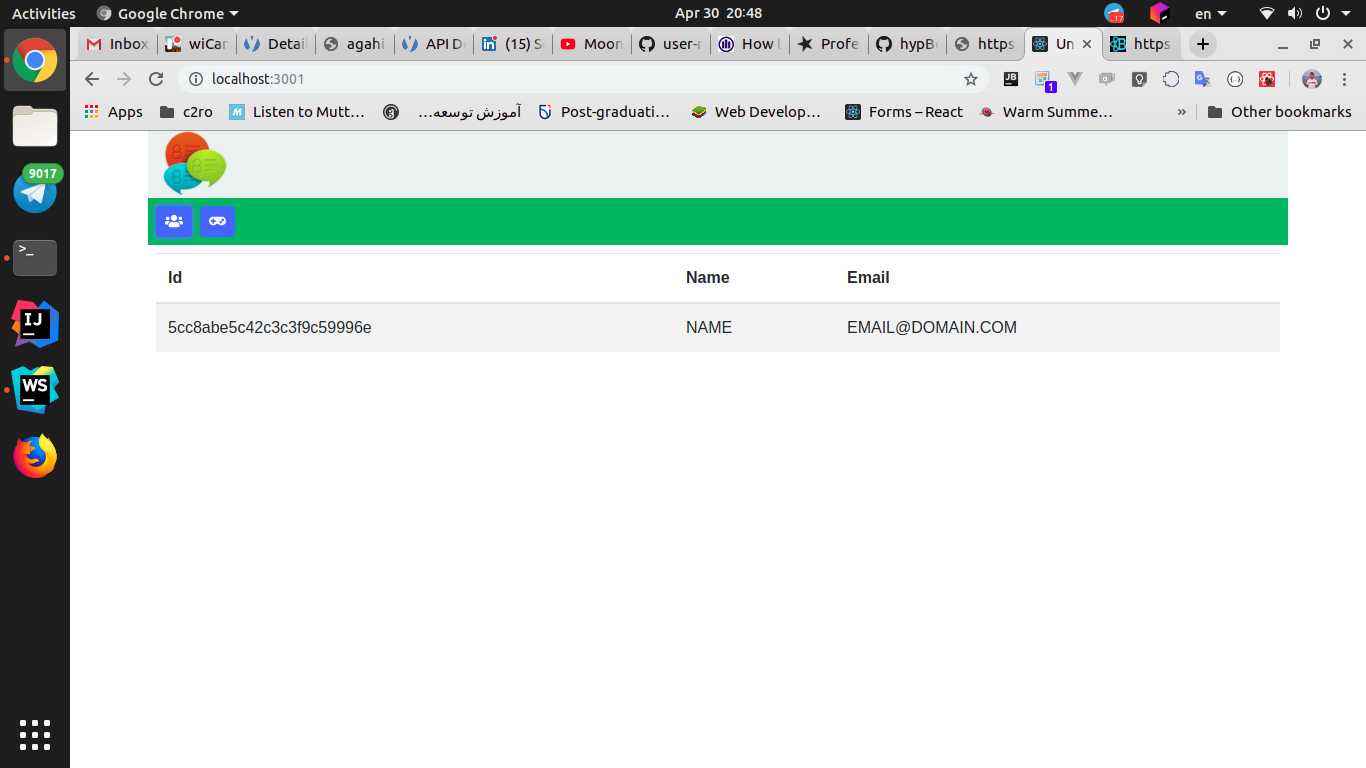 Activities Google Chrome Apr 30 20:48 17 en
Inbox wiCar Detai agahi API D (15) S Moon user-r How t Profe hypB https Un https
localhost:3001 JB 1
Apps c2ro Listen to Mutt… آموزش توسعه… Post-graduati… Web Develop… Forms – React Warm Summe… » Other bookmarks
9017
>_
IJ
WS
Id Name Email
5cc8abe5c42c3c3f9c59996e NAME EMAIL@DOMAIN.COM